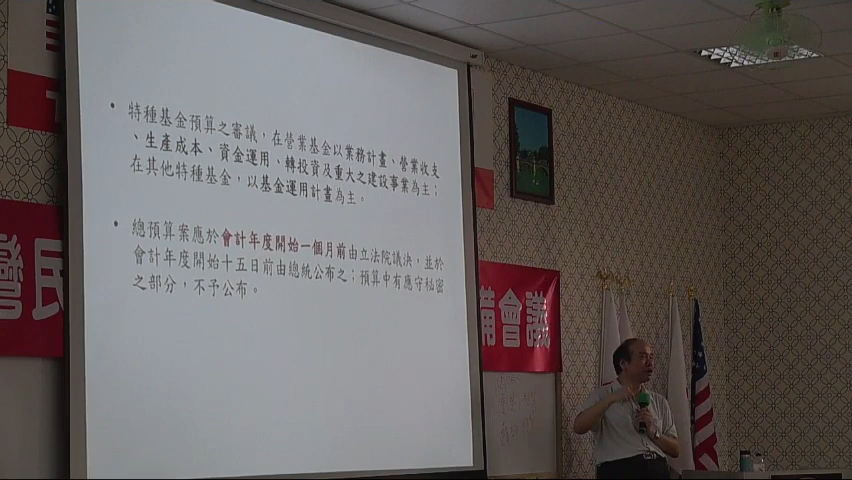 • 特種基金預算之審議，在營業基金以業務計畫、營業收支
、生產成本、資金運用、轉投資及重大之建設事業為主；
在其他特種基金，以基金運用計畫為主。
• 總預算案應於會計年度開始一個月前由立法院議決，並於
會計年度開始十五日前由總統公布之；預算中有應守秘密
之部分，不予公布。
灣民
備會議